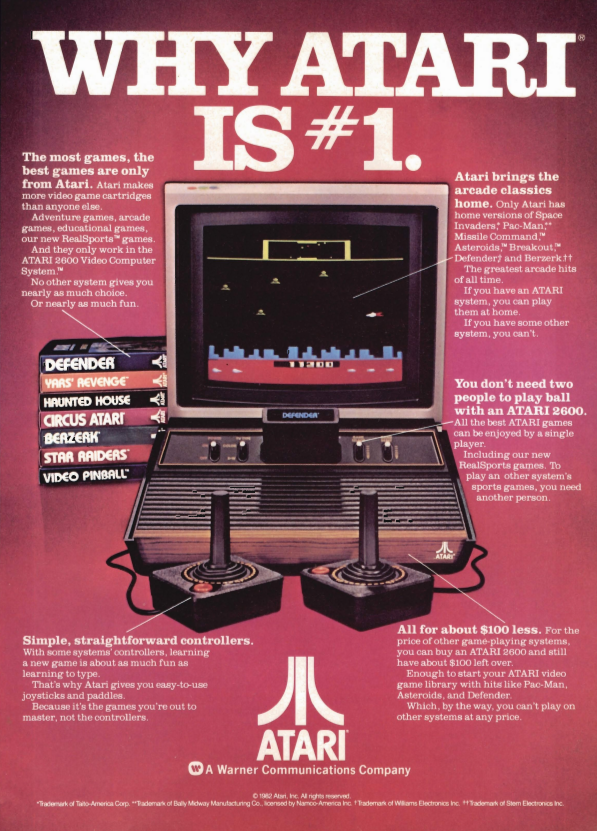 WHY ATARI®
IS #1.
The most games, the
best games are only
from Atari. Atari makes
more video game cartridges
than anyone else.
Adventure games, arcade
games, educational games,
our new RealSports™ games.
And they only work in the
ATARI 2600 Video Computer
System.™
No other system gives you
nearly as much choice.
Or nearly as much fun.
Atari brings the
arcade classics
home. Only Atari has
home versions of Space
Invaders,* Pac-Man,**
Missile Command,™
Asteroids,™ Breakout,™
Defender,† and Berzerk.††
The greatest arcade hits
of all time.
If you have an ATARI
system, you can play
them at home.
If you have some other
system, you can't.
11200
DEFENDER
YARS' REVENGE
HAUNTED HOUSE
CIRCUS ATARI
BERZERK
STAR RAIDERS
VIDEO PINBALL™
DEFENDER
You don't need two
people to play ball
with an ATARI 2600.
All the best ATARI games
can be enjoyed by a single
player.
Including our new
RealSports games. To
play an other system's
sports games, you need
another person.
ATARI
Simple, straightforward controllers.
With some systems' controllers, learning
a new game is about as much fun as
learning to type.
That's why Atari gives you easy-to-use
joysticks and paddles.
Because it's the games you're out to
master, not the controllers.
All for about $100 less. For the
price of other game-playing systems,
you can buy an ATARI 2600 and still
have about $100 left over.
Enough to start your ATARI video
game library with hits like Pac-Man,
Asteroids, and Defender.
Which, by the way, you can't play on
other systems at any price.
ATARI®
A Warner Communications Company
© 1982 Atari, Inc. All rights reserved.
*Trademark of Taito-America Corp. **Trademark of Bally Midway Manufacturing Co., licensed by Namco-America Inc. †Trademark of Williams Electronics Inc. ††Trademark of Stern Electronics Inc.